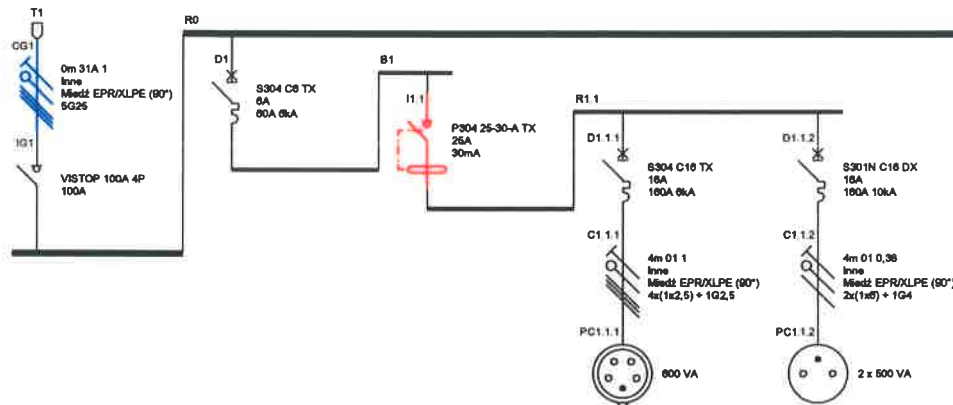 T1
CG1
0m 31A 1
Inne
Miedź EPR/XLPE (90°)
5G25
IG1
VISTOP 100A 4P
100A
R0
D1
S304 C6 TX
6A
60A 6kA
B1
I1.1
P304 25-30-A TX
25A
30mA
R1.1
D1.1.1
S304 C16 TX
16A
160A 6kA
C1.1.1
4m 01 1
Inne
Miedź EPR/XLPE (90°)
4x(1x2,5) + 1G2,5
PC1.1.1
600 VA
D1.1.2
S301N C16 DX
16A
160A 10kA
C1.1.2
4m 01 0,36
Inne
Miedź EPR/XLPE (90°)
2x(1x6) + 1G4
PC1.1.2
2 x 500 VA